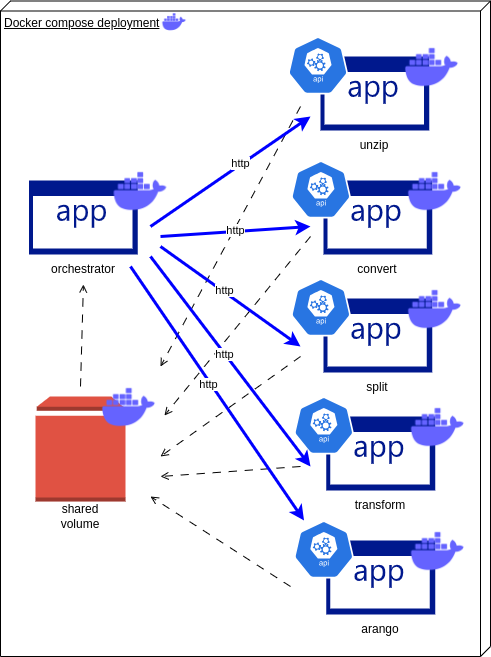 Docker compose deployment
api
app
unzip
http
app
orchestrator
api
app
convert
http
api
app
split
http
http
http
api
app
transform
shared
volume
api
app
arango